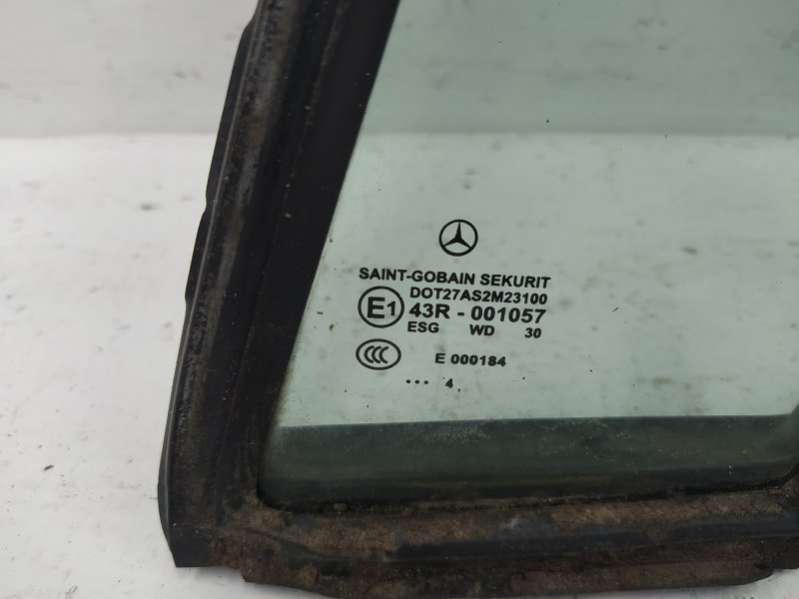 SAINT-GOBAIN SEKURIT
DOT27AS2M23100
E1 43R - 001057
ESG WD 30
CCC E 000184
... 4